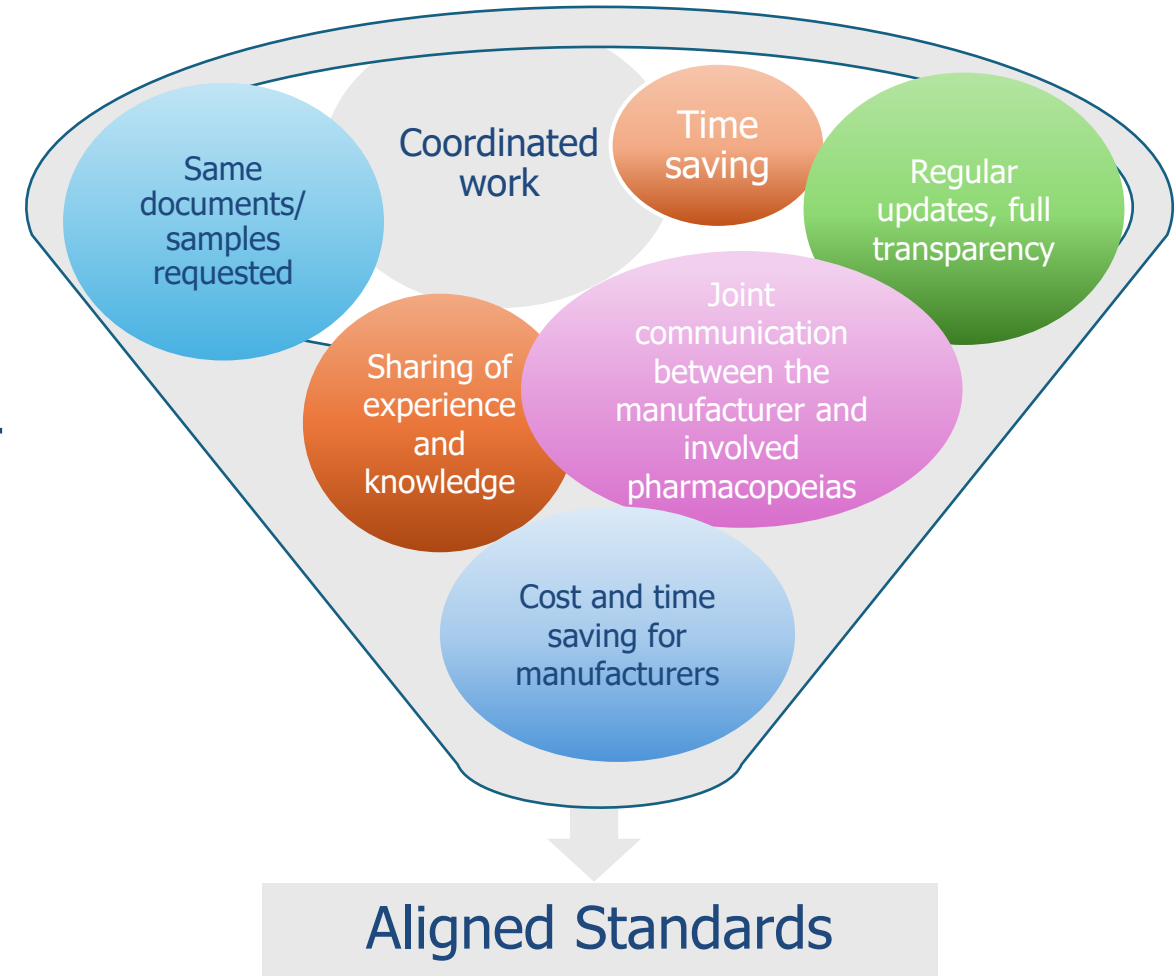 Same
documents/
samples
requested
Coordinated
work
Time
saving
Regular
updates, full
transparency
Sharing of
experience
and
knowledge
Joint
communication
between the
manufacturer and
involved
pharmacopoeias
Cost and time
saving for
manufacturers
Aligned Standards